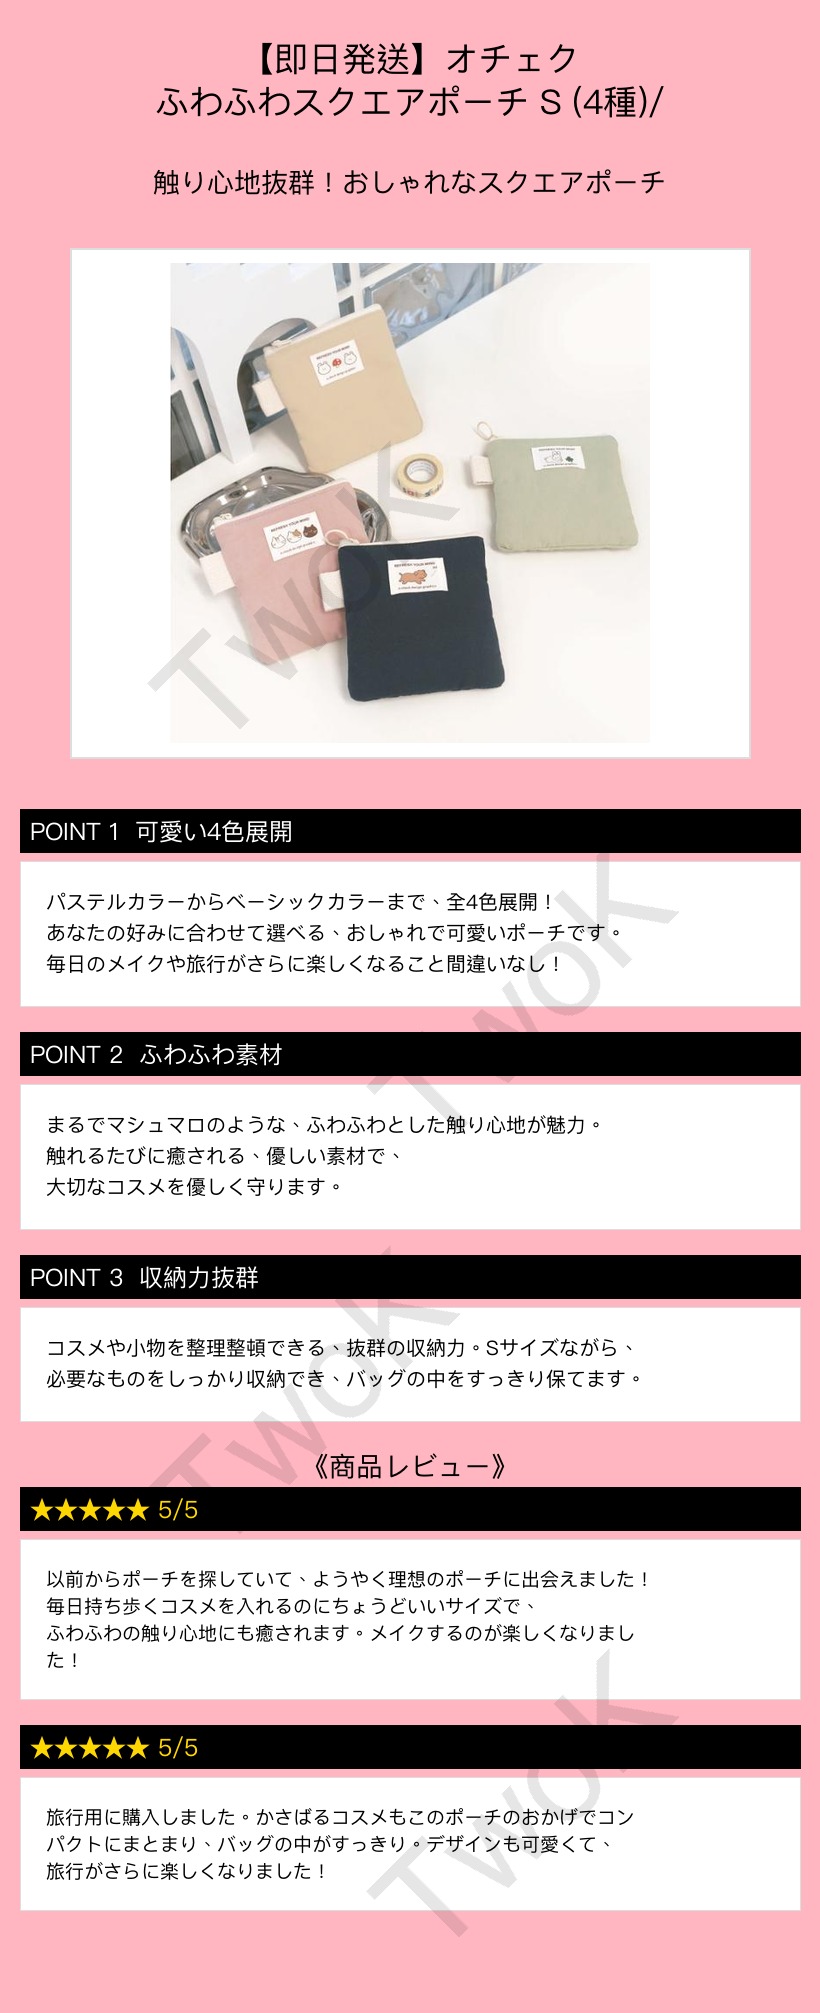 【即日発送】オチェク
ふわふわスクエアポーチ S (4種)/
触り心地抜群！おしゃれなスクエアポーチ
REFRESH YOUR MIND
REFRESH YOUR MIND
REFRESH YOUR MIND
TwoK
POINT 1 可愛い4色展開
パステルカラーからベーシックカラーまで、全4色展開！
あなたの好みに合わせて選べる、おしゃれで可愛いポーチです。
毎日のメイクや旅行がさらに楽しくなること間違いなし！
TwoK
POINT 2 ふわふわ素材
まるでマシュマロのような、ふわふわとした触り心地が魅力。
触れるたびに癒される、優しい素材で、
大切なコスメを優しく守ります。
POINT 3 収納力抜群
コスメや小物を整理整頓できる、抜群の収納力。Sサイズながら、
必要なものをしっかり収納でき、バッグの中をすっきり保てます。
TwoK
《商品レビュー》
★★★★★ 5/5
以前からポーチを探していて、ようやく理想のポーチに出会えました！
毎日持ち歩くコスメを入れるのにちょうどいいサイズで、
ふわふわの触り心地にも癒されます。メイクするのが楽しくなりまし
た！
★★★★★ 5/5
旅行用に購入しました。かさばるコスメもこのポーチのおかげでコン
パクトにまとまり、バッグの中がすっきり。デザインも可愛くて、
旅行がさらに楽しくなりました！
TwoK